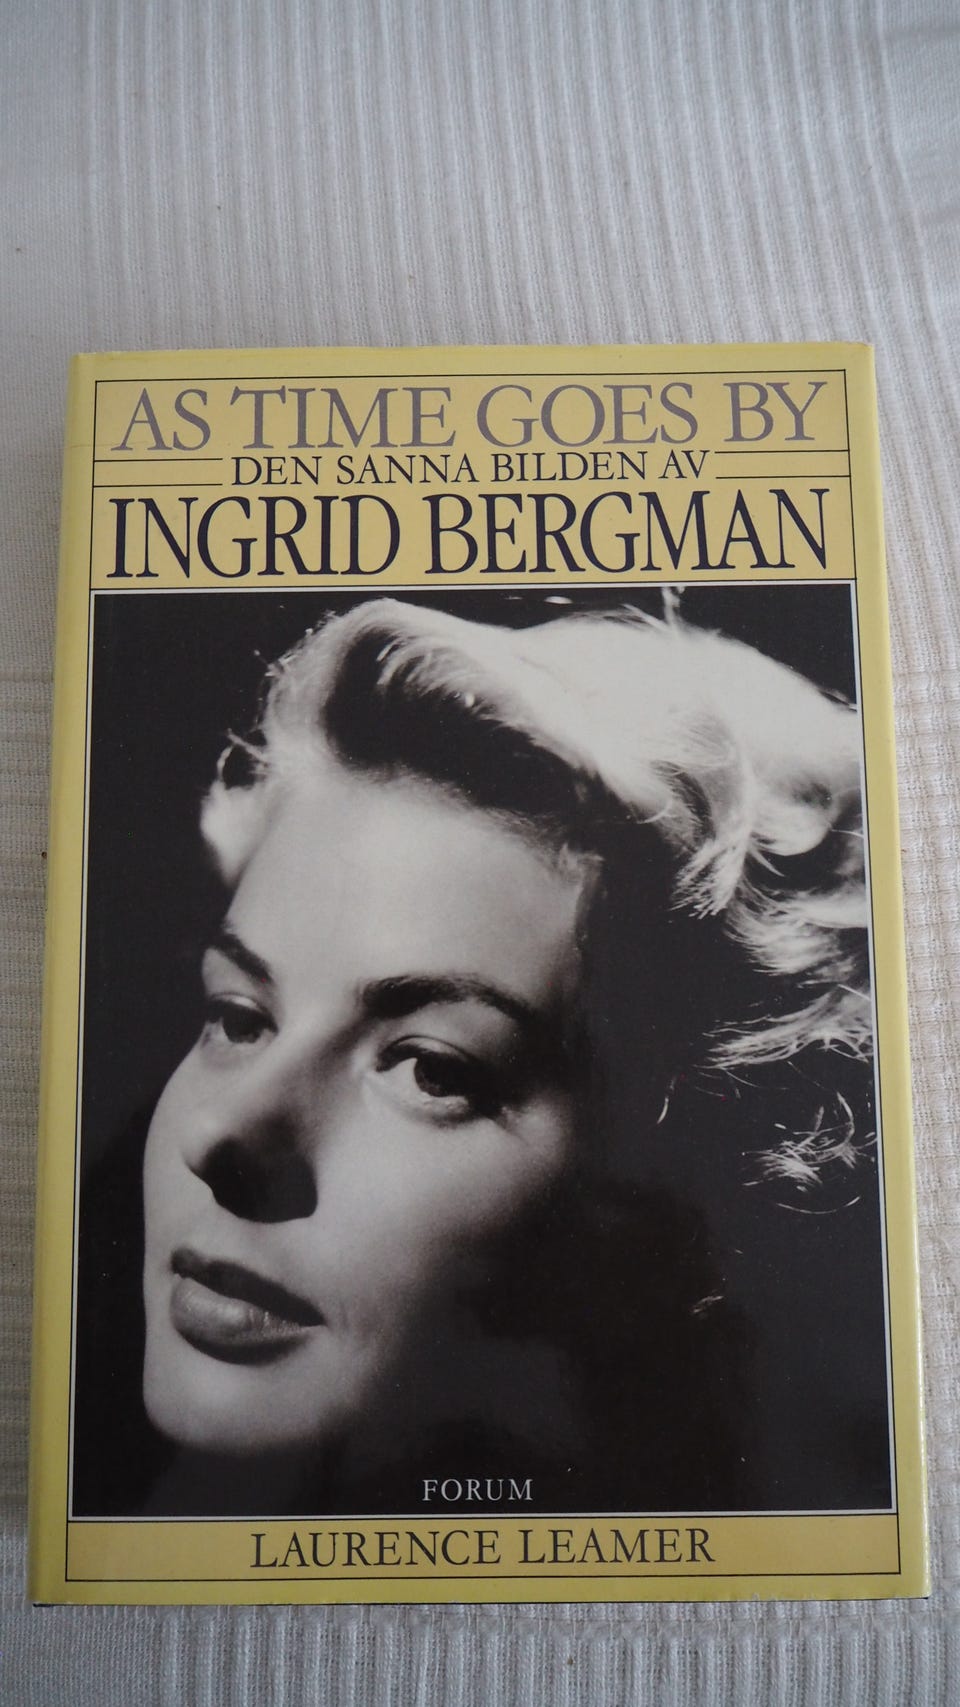 AS TIME GOES BY
DEN SANNA BILDEN AV
INGRID BERGMAN
FORUM
LAURENCE LEAMER